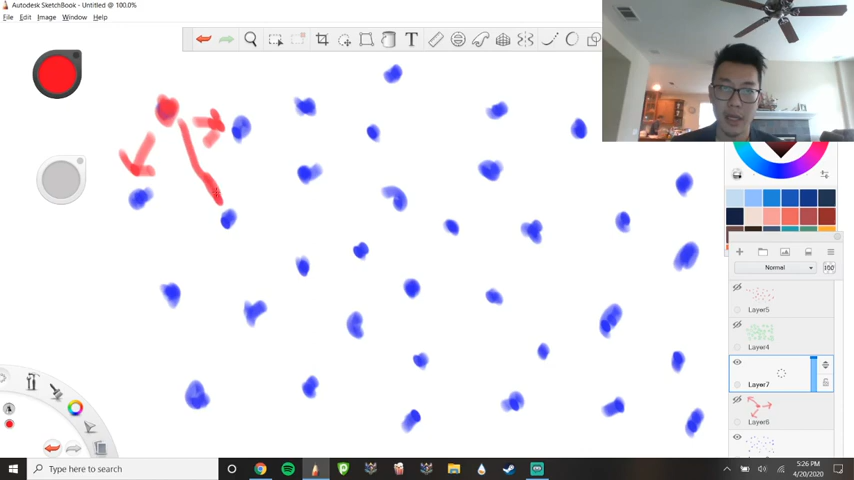 Autodesk SketchBook - Untitled @ 100.0%
File Edit Image Window Help
T
Normal
100
Layer5
Layer4
Layer7
Layer6
Type here to search
5:26 PM
4/20/2020